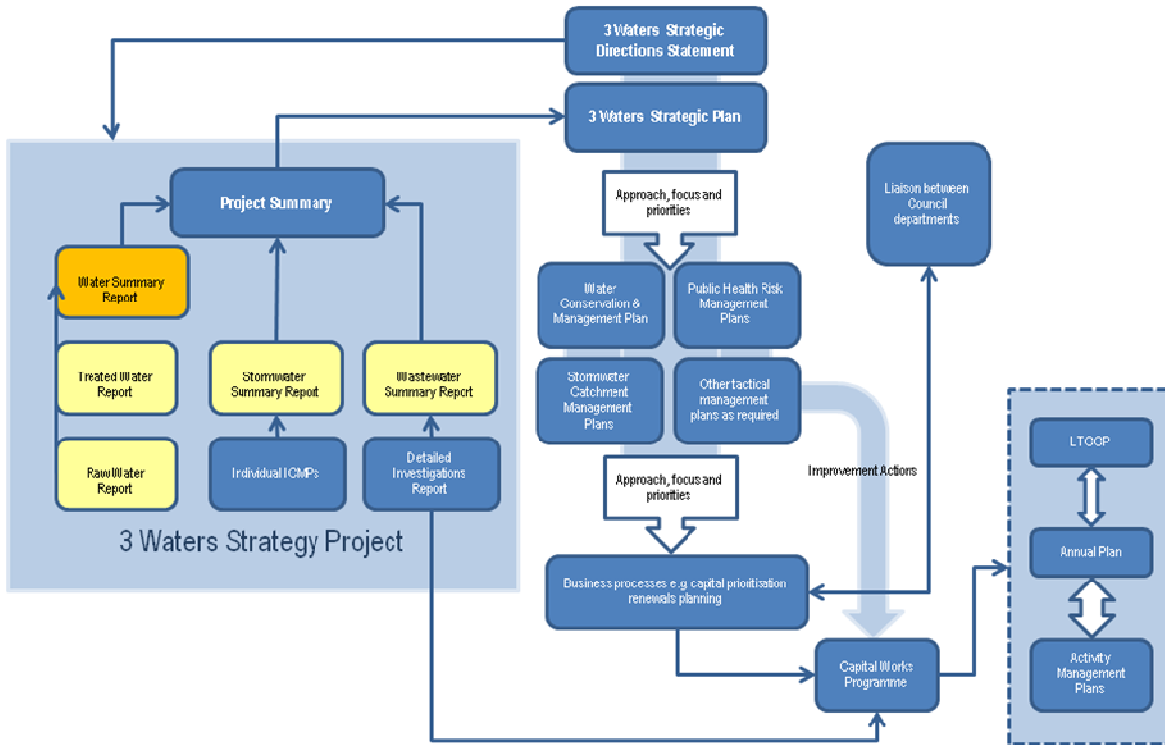 3 Waters Strategic
Directions Statement
3 Waters Strategic Plan
Approach, focus and
priorities
Liaison between
Council
departments
Project Summary
Water Summary
Report
Treated Water
Report
Raw Water
Report
Stormwater
Summary Report
Individual ICMPs
Wastewater
Summary Report
Detailed
Investigations
Report
3 Waters Strategy Project
Water
Conservation &
Management Plan
Public Health Risk
Management
Plans
Stormwater
Catchment
Management
Plans
Other tactical
management
plans as required
Improvement Actions
Approach, focus and
priorities
Business processes e.g capital prioritisation
renewals planning
Capital Works
Programme
LTCCP
Annual Plan
Activity
Management
Plans